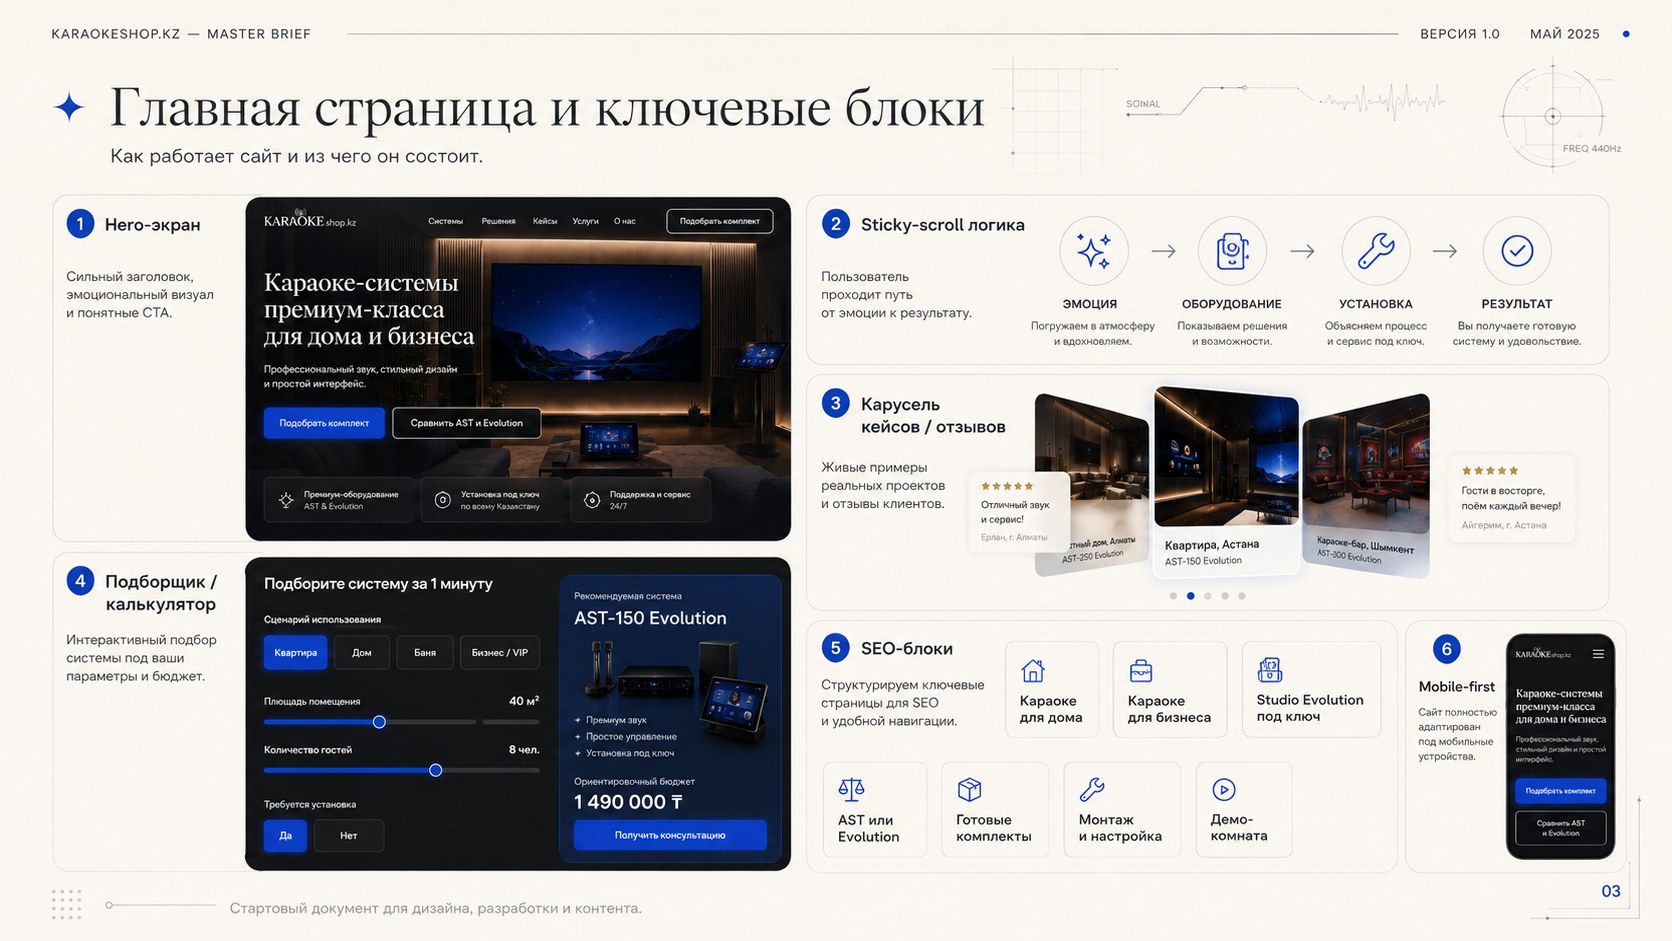 KARAOKESHOP.KZ — MASTER BRIEF
ВЕРСИЯ 1.0
МАЙ 2025
Главная страница и ключевые блоки
Как работает сайт и из чего он состоит.
SOINAL
FREQ 440Hz
1
Hero-экран
Сильный заголовок,
эмоциональный визуал
и понятные CTA.
KARAOKE shop.kz
Системы
Решения
Кейсы
Услуги
О нас
Подобрать комплект
Караоке-системы
премиум-класса
для дома и бизнеса
Профессиональный звук, стильный дизайн
и простой интерфейс.
Подобрать комплект
Сравнить AST и Evolution
Премиум-оборудование
AST & Evolution
Установка под ключ
по всему Казахстану
Поддержка и сервис
24/7
2
Sticky-scroll логика
Пользователь
проходит путь
от эмоции к результату.
ЭМОЦИЯ
Погружаем в атмосферу
и вдохновляем.
ОБОРУДОВАНИЕ
Показываем решения
и возможности.
УСТАНОВКА
Объясняем процесс
и сервис под ключ.
РЕЗУЛЬТАТ
Вы получаете готовую
систему и удовольствие.
3
Карусель
кейсов / отзывов
Живые примеры
реальных проектов
и отзывы клиентов.
Отличный звук
и сервис!
Ерлан, г. Алматы
тный дом, Алматы
AST-250 Evolution
Квартира, Астана
AST-150 Evolution
Караоке-бар, Шымкент
AST-300 Evolution
Гости в восторге,
поём каждый вечер!
Айгерим, г. Астана
4
Подборщик /
калькулятор
Интерактивный подбор
системы под ваши
параметры и бюджет.
Подберите систему за 1 минуту
Сценарий использования
Квартира
Дом
Баня
Бизнес / VIP
Площадь помещения
40 м²
Количество гостей
8 чел.
Требуется установка
Да
Нет
Рекомендуемая система
AST-150 Evolution
Премиум звук
Простое управление
Установка под ключ
Ориентировочный бюджет
1 490 000 ₸
Получить консультацию
5
SEO-блоки
Структурируем ключевые
страницы для SEO
и удобной навигации.
Караоке
для дома
Караоке
для бизнеса
Studio Evolution
под ключ
AST или
Evolution
Готовые
комплекты
Монтаж
и настройка
Демо-
комната
6
Mobile-first
Сайт полностью
адаптирован
под мобильные
устройства.
KARAOKE shop.kz
Караоке-системы
премиум-класса
для дома и бизнеса
Профессиональный звук,
стильный дизайн и простой
интерфейс.
Подобрать комплект
Сравнить AST
и Evolution
Стартовый документ для дизайна, разработки и контента.
03